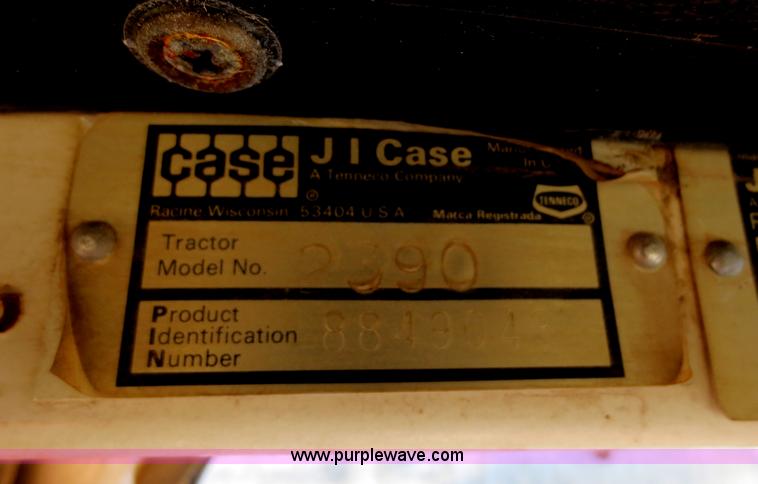 case
J I Case
A Tenneco Company
In U
Racine Wisconsin 53404 U S A
Marca Registrada
TENNECO
®
Tractor
Model No. 2390
Product
Identification
Number
www.purplewave.com